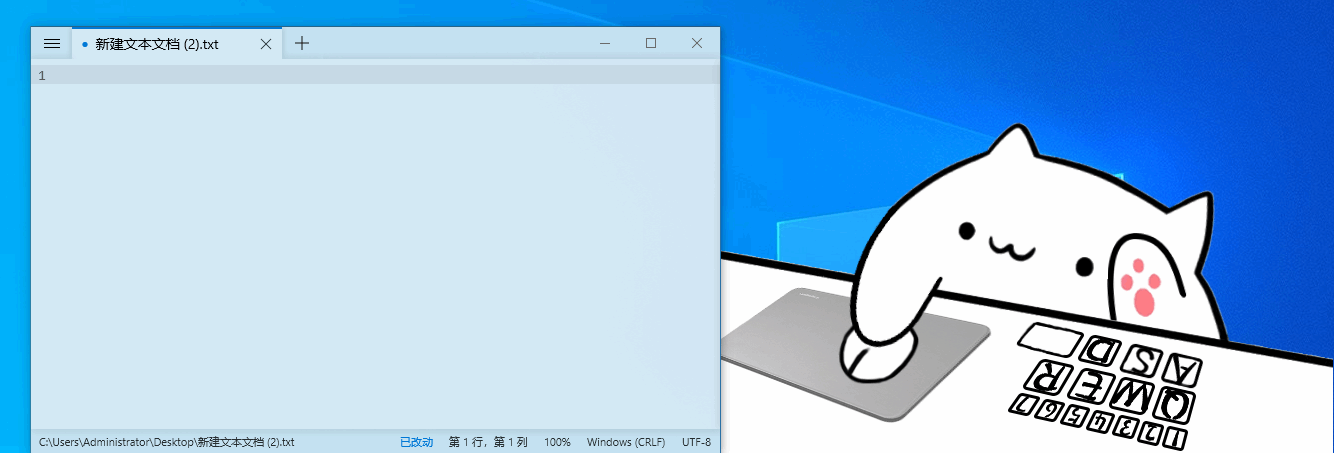 新建文本文档 (2).txt
1
D S A
R E W Q
7 6 5 4 3 2 1
C:\Users\Administrator\Desktop\新建文本文档 (2).txt 已改动 第 1 行，第 1 列 100% Windows (CRLF) UTF-8